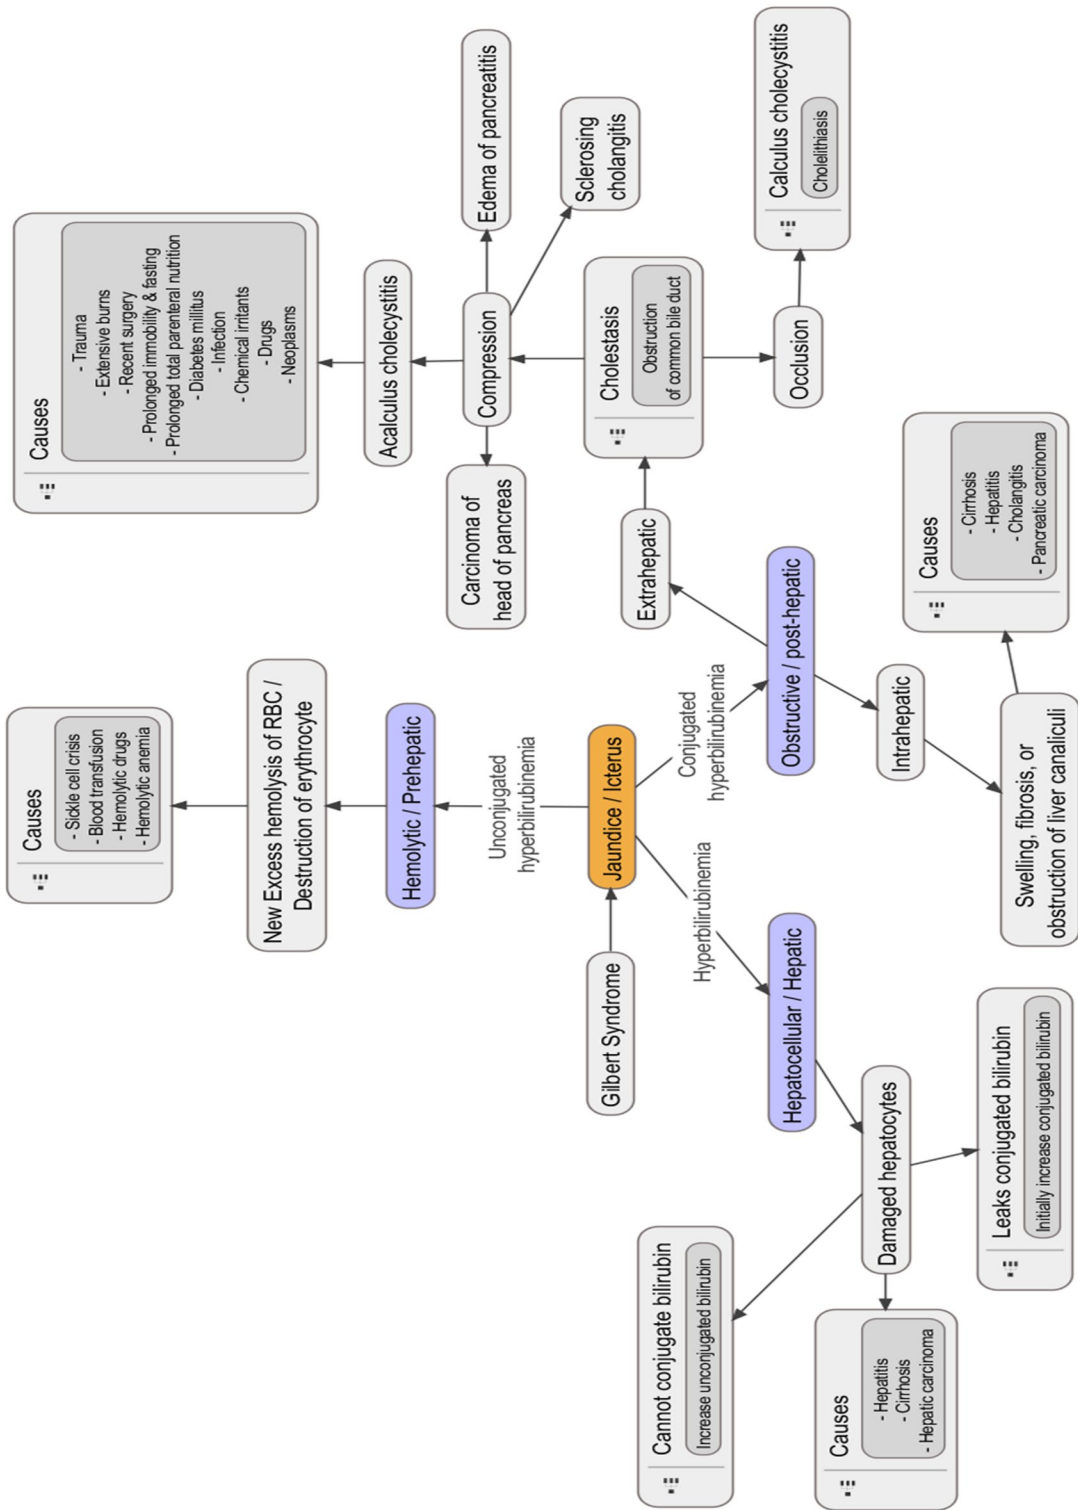 Causes
- Sickle cell crisis
- Blood transfusion
- Hemolytic drugs
- Hemolytic anemia
New Excess hemolysis of RBC /
Destruction of erythrocyte
Hemolytic / Prehepatic
Unconjugated
hyperbilirubinemia
Gilbert Syndrome
Jaundice / Icterus
Hyperbilirubinemia
Conjugated
hyperbilirubinemia
Hepatocellular / Hepatic
Damaged hepatocytes
Cannot conjugate bilirubin
Increase unconjugated bilirubin
Causes
- Hepatitis
- Cirrhosis
- Hepatic carcinoma
Leaks conjugated bilirubin
Initially increase conjugated bilirubin
Obstructive / post-hepatic
Intrahepatic
Swelling, fibrosis, or
obstruction of liver canaliculi
Causes
- Cirrhosis
- Hepatitis
- Cholangitis
- Pancreatic carcinoma
Extrahepatic
Cholestasis
Obstruction
of common bile duct
Occlusion
Calculus cholecystitis
Cholelithiasis
Compression
Carcinoma of
head of pancreas
Edema of pancreatitis
Sclerosing
cholangitis
Acalculus cholecystitis
Causes
- Trauma
- Extensive burns
- Recent surgery
- Prolonged immobility & fasting
- Prolonged total parenteral nutrition
- Diabetes millitus
- Infection
- Chemical irritants
- Drugs
- Neoplasms